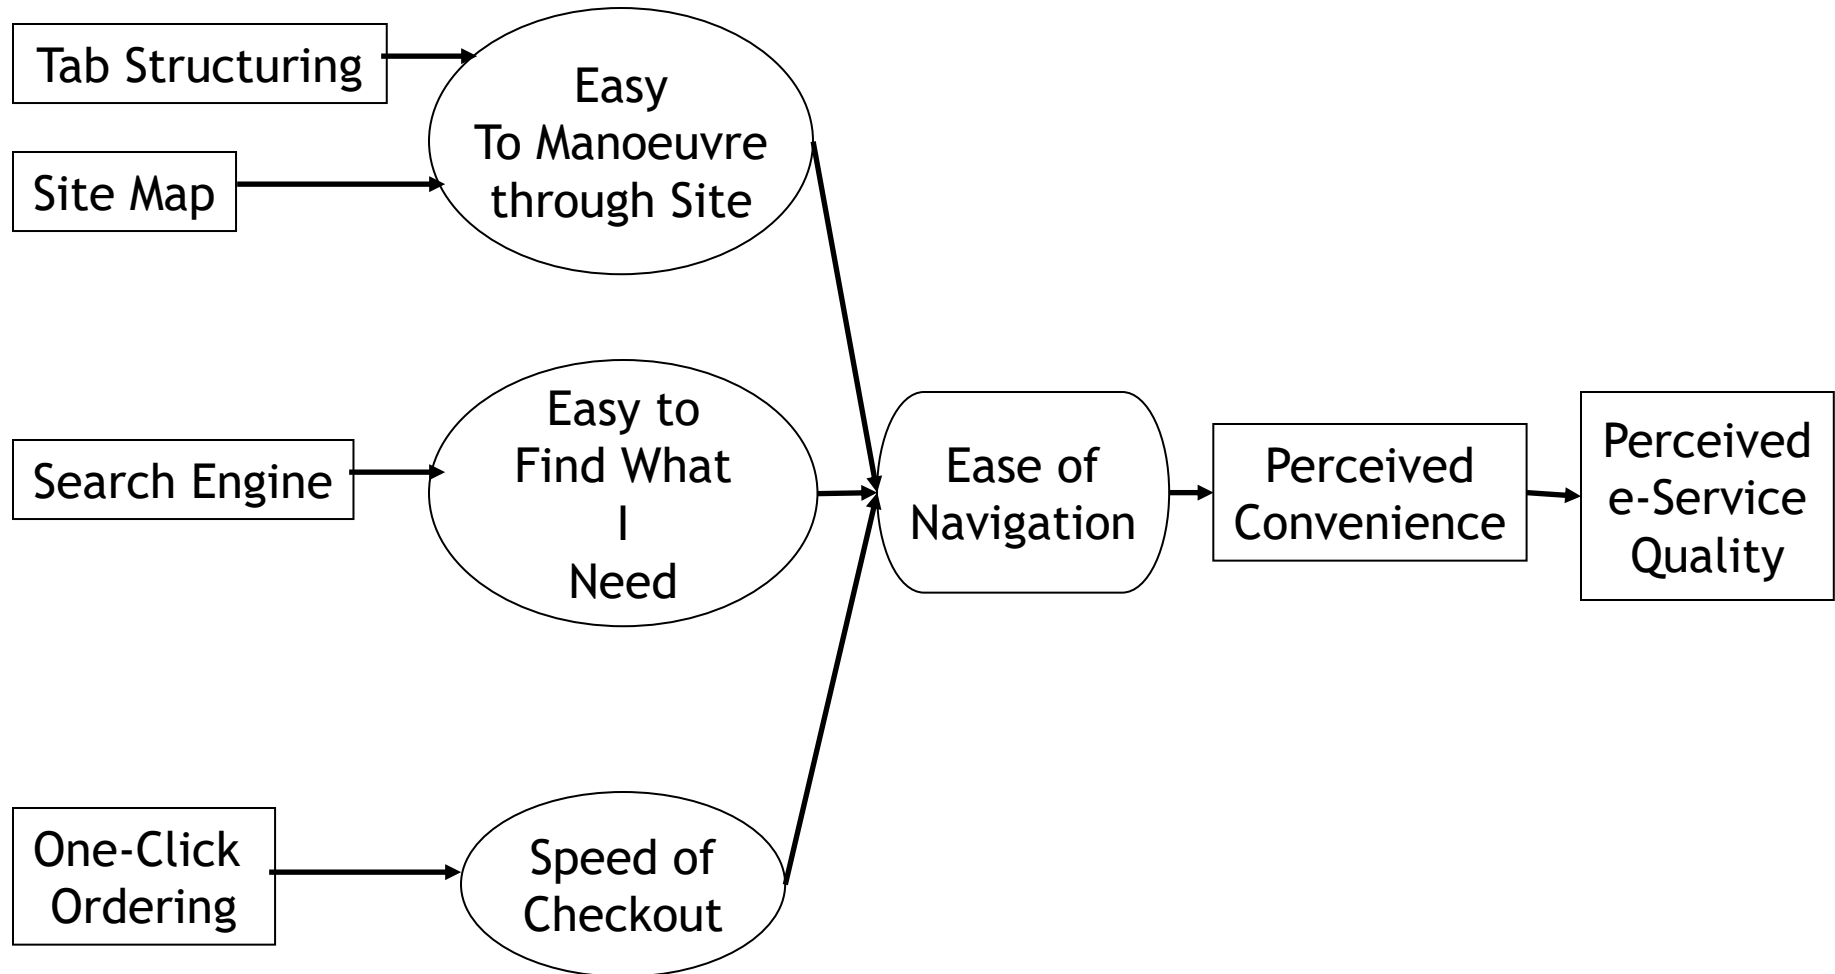 Tab Structuring
Site Map
Easy
To Manoeuvre
through Site
Search Engine
Easy to
Find What
I
Need
One-Click
Ordering
Speed of
Checkout
Ease of
Navigation
Perceived
Convenience
Perceived
e-Service
Quality